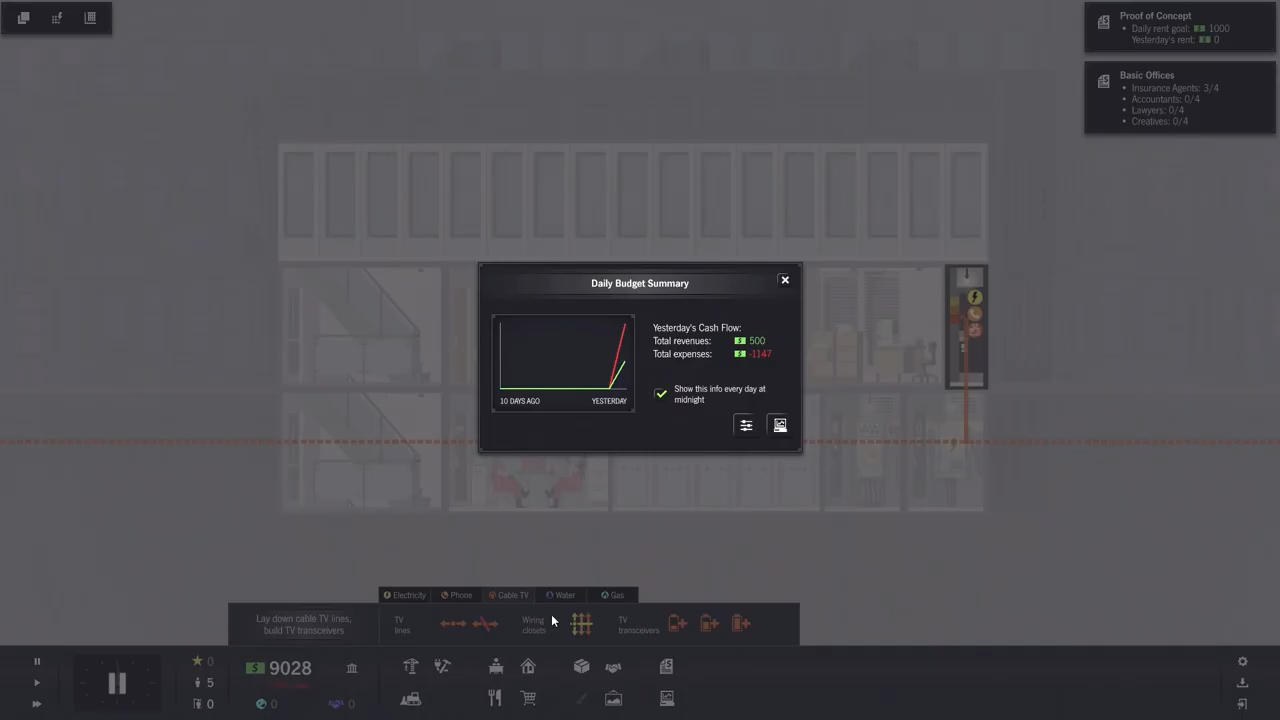 Proof of Concept
• Daily rent goal: 1000
Yesterday's rent: 0
Basic Offices
• Insurance Agents: 3/4
• Accountants: 0/4
• Lawyers: 0/4
• Creatives: 0/4
Daily Budget Summary
Yesterday's Cash Flow:
Total revenues: 500
Total expenses: -1147
Show this info every day at
midnight
10 DAYS AGO YESTERDAY
Electricity Phone Cable TV Water Gas
Lay down cable TV lines,
build TV transceivers
TV
lines
Wiring
closets
TV
transceivers
0
5
0
9028
0
0